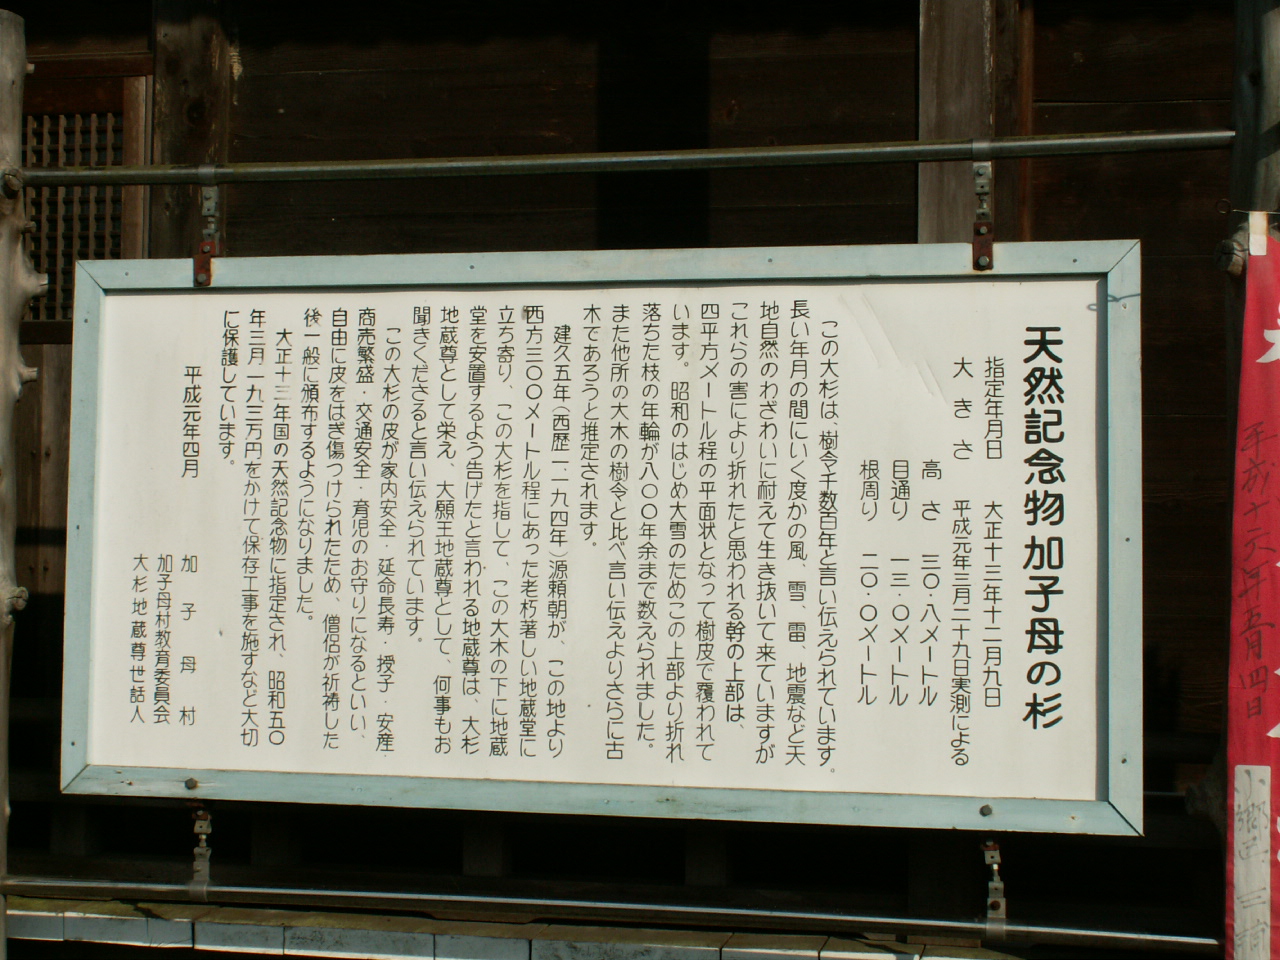 天然記念物加子母の杉
指定年月日　大正十三年十二月九日
大きさ　平成元年三月二十九日実測による
高さ　三〇・八メートル
目通り　一三・〇メートル
根周り　二〇・〇メートル
この大杉は、樹令千数百年と言い伝えられています。
長い年月の間にいく度かの風、雪、雷、地震など天
地自然のわざわいに耐えて生き抜いて来ていますが
これらの害により折れたと思われる幹の上部は、
四平方メートル程の平面状となって樹皮で覆われて
います。昭和のはじめ大雪のためこの上部より折れ
落ちた枝の年輪が八〇〇年余まで数えられました。
また他所の大木の樹令と比べ言い伝えよりさらに古
木であろうと推定されます。
建久五年（西歴一一九四年）源頼朝が、この地より
西方三〇〇メートル程にあった老朽著しい地蔵堂に
立ち寄り、この大杉を指して、この大木の下に地蔵
堂を安置するよう告げたと言われる地蔵尊は、大杉
地蔵尊として栄え、大願王地蔵尊として、何事もお
聞きくださると言い伝えられています。
この大杉の皮が家内安全・延命長寿・授子・安産・
商売繁盛・交通安全・育児のお守りになるといい、
自由に皮をはぎ傷つけられたため、僧侶が祈祷した
後一般に頒布するようになりました。
大正十三年国の天然記念物に指定され、昭和五〇
年三月一九三万円をかけて保存工事を施すなど大切
に保護しています。
平成元年四月
加子母村
加子母村教育委員会
大杉地蔵尊世話人
平成十六年五月四日